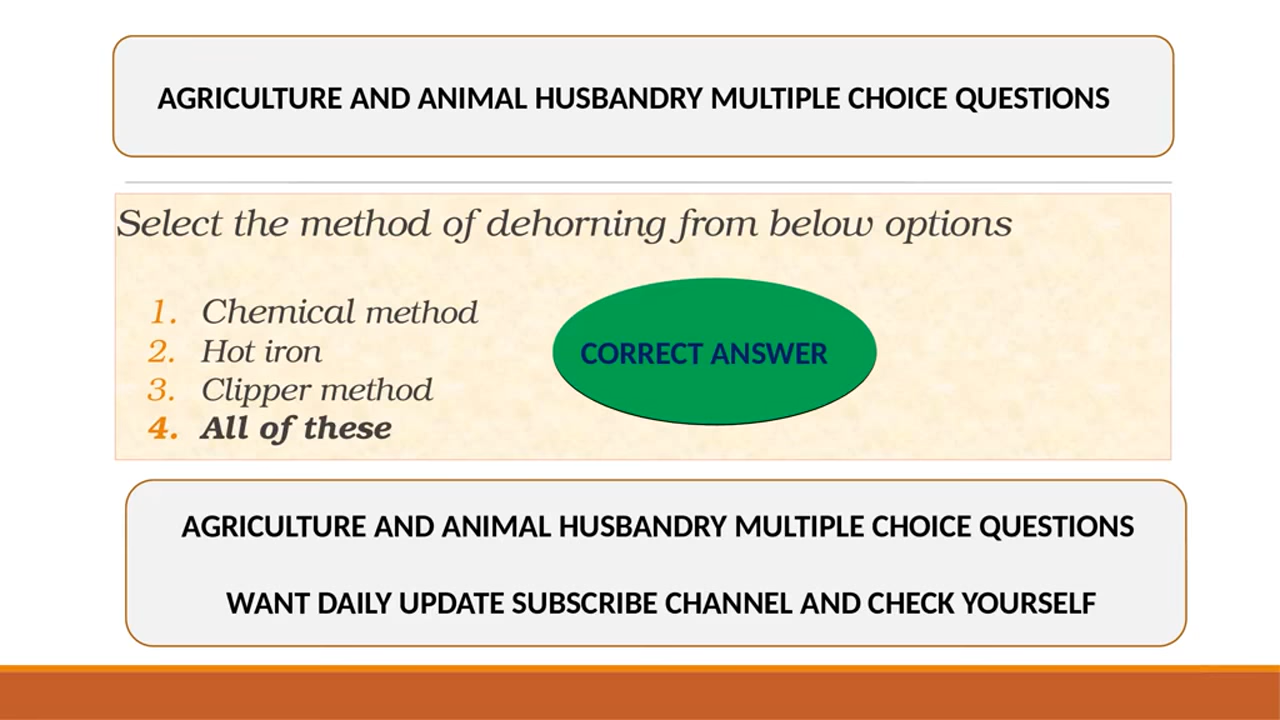 AGRICULTURE AND ANIMAL HUSBANDRY MULTIPLE CHOICE QUESTIONS
Select the method of dehorning from below options
1. Chemical method
2. Hot iron
3. Clipper method
4. All of these
CORRECT ANSWER
AGRICULTURE AND ANIMAL HUSBANDRY MULTIPLE CHOICE QUESTIONS
WANT DAILY UPDATE SUBSCRIBE CHANNEL AND CHECK YOURSELF